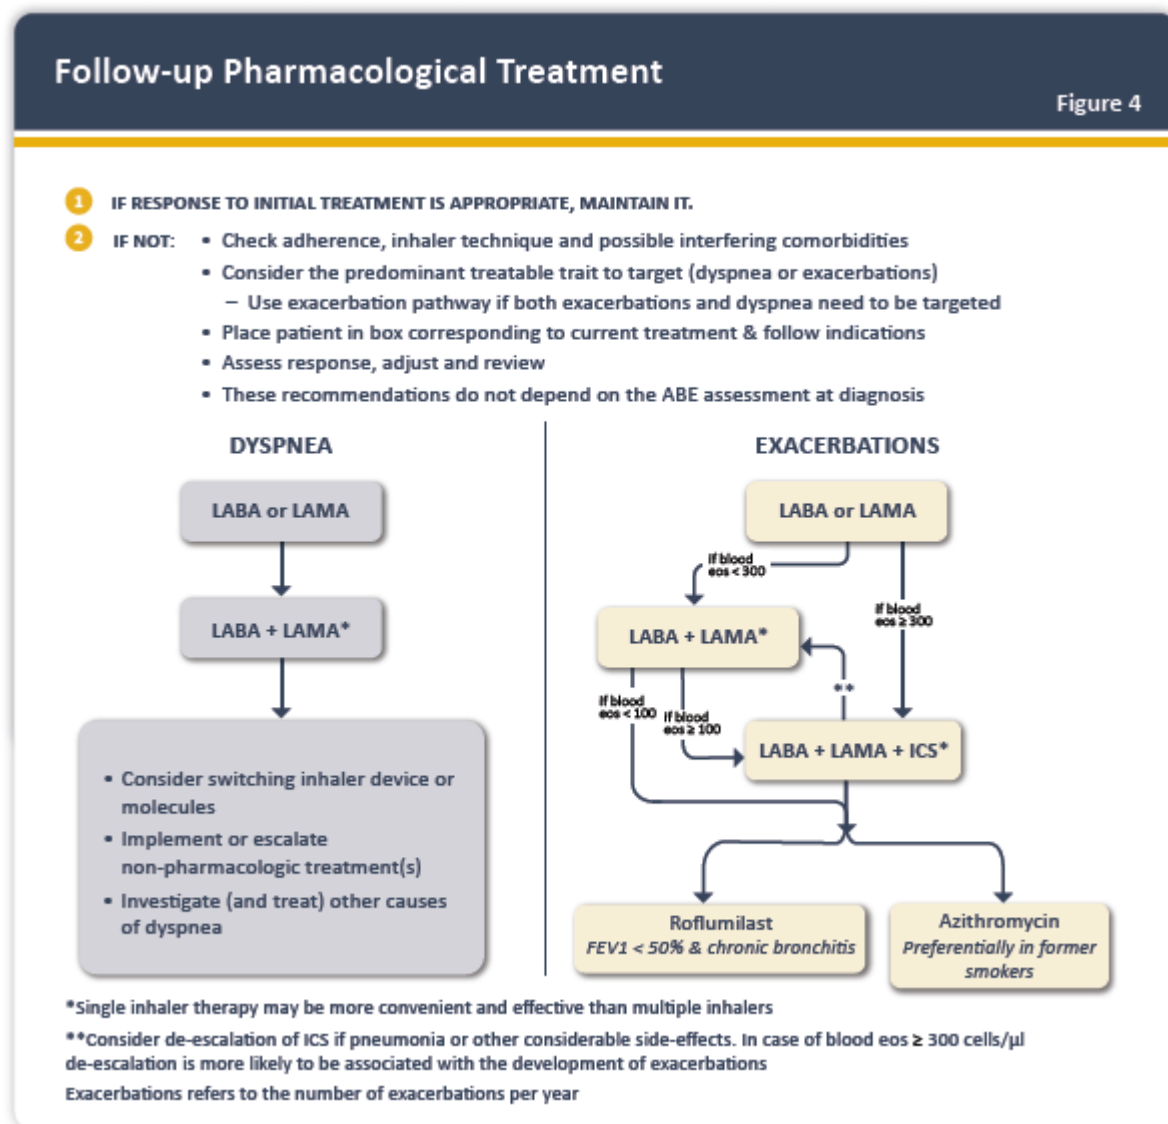 Follow-up Pharmacological Treatment
Figure 4
1 IF RESPONSE TO INITIAL TREATMENT IS APPROPRIATE, MAINTAIN IT.
2 IF NOT: • Check adherence, inhaler technique and possible interfering comorbidities
• Consider the predominant treatable trait to target (dyspnea or exacerbations)
– Use exacerbation pathway if both exacerbations and dyspnea need to be targeted
• Place patient in box corresponding to current treatment & follow indications
• Assess response, adjust and review
• These recommendations do not depend on the ABE assessment at diagnosis
DYSPNEA
LABA or LAMA
LABA + LAMA*
• Consider switching inhaler device or
molecules
• Implement or escalate
non-pharmacologic treatment(s)
• Investigate (and treat) other causes
of dyspnea
EXACERBATIONS
LABA or LAMA
If blood
eos < 300
If blood
eos ≥ 300
LABA + LAMA*
**
If blood
eos < 100
If blood
eos ≥ 100
LABA + LAMA + ICS*
Roflumilast
FEV1 < 50% & chronic bronchitis
Azithromycin
Preferentially in former
smokers
*Single inhaler therapy may be more convenient and effective than multiple inhalers
**Consider de-escalation of ICS if pneumonia or other considerable side-effects. In case of blood eos ≥ 300 cells/μl
de-escalation is more likely to be associated with the development of exacerbations
Exacerbations refers to the number of exacerbations per year